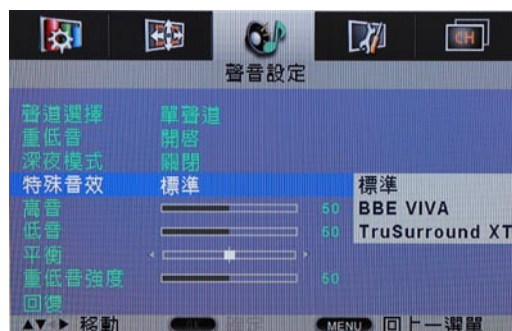 CH
聲音設定
聲道選擇 單聲道
重低音 開啓
深夜模式 關閉
特殊音效 標準 標準
高音 50 BBE VIVA
低音 50 TruSurround XT
平衡
重低音強度 50
回復
▲▼▶ 移動 確定 MENU 回上一選單